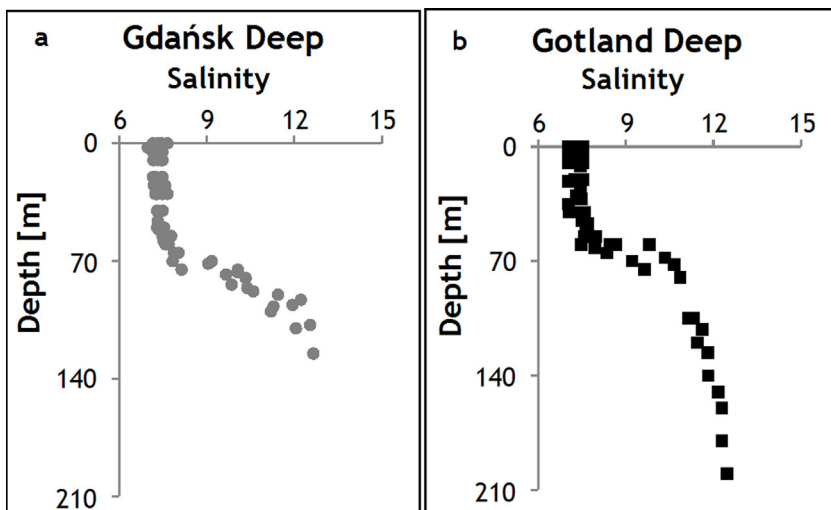 a
Gdańsk Deep
Salinity
6 9 12 15
0
70
140
210
Depth [m]
b
Gotland Deep
Salinity
6 9 12 15
0
70
140
210
Depth [m]